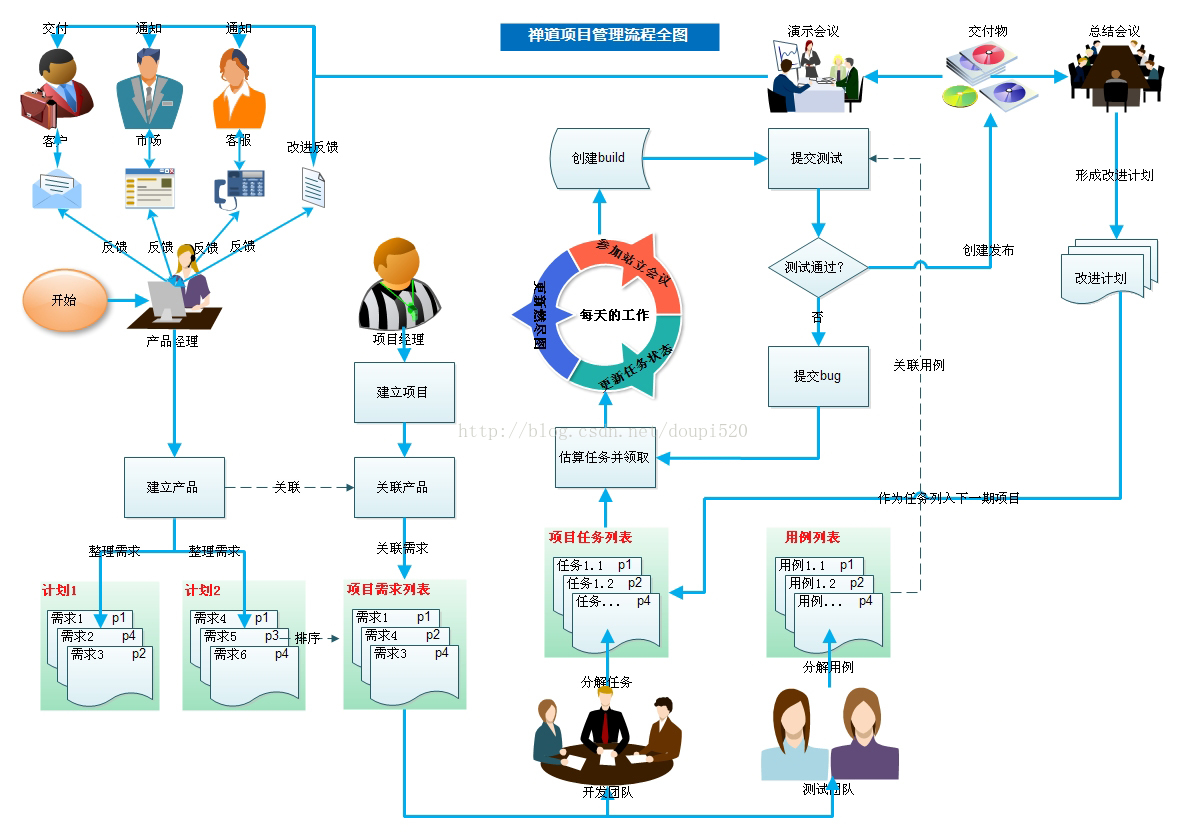 禅道项目管理流程全图
交付
通知
通知
演示会议
交付物
总结会议
客户
市场
客服
改进反馈
创建build
提交测试
形成改进计划
反馈
反馈
反馈
反馈
开始
产品经理
项目经理
参加站立会议
更新燃尽图
每天的工作
更新任务状态
测试通过?
创建发布
改进计划
否
建立项目
提交bug
关联用例
http://blog.csdn.net/doupi520
估算任务并领取
建立产品
关联
关联产品
作为任务列入下一期项目
整理需求
整理需求
关联需求
计划1
需求1 p1
需求2 p4
需求3 p2
计划2
需求4 p1
需求5 p3
需求6 p4
排序
项目需求列表
需求1 p1
需求4 p2
需求3 p4
项目任务列表
任务1.1 p1
任务1.2 p2
任务... p4
用例列表
用例1.1 p1
用例1.2 p2
用例... p4
分解任务
分解用例
开发团队
测试团队